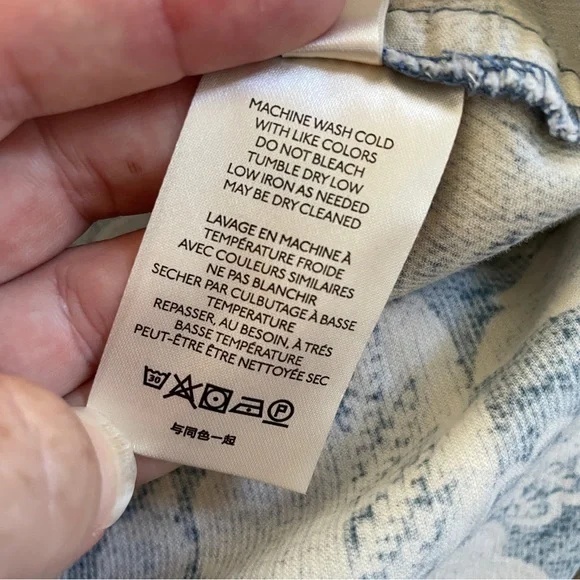 MACHINE WASH COLD
WITH LIKE COLORS
DO NOT BLEACH
TUMBLE DRY LOW
LOW IRON AS NEEDED
MAY BE DRY CLEANED
LAVAGE EN MACHINE À
TEMPÉRATURE FROIDE
AVEC COULEURS SIMILAIRES
NE PAS BLANCHIR
SECHER PAR CULBUTAGE À BASSE
TEMPERATURE
REPASSER, AU BESOIN, À TRÉS
BASSE TEMPÉRATURE
PEUT-ÊTRE ÊTRE NETTOYÉE SEC
30 P
与同色一起